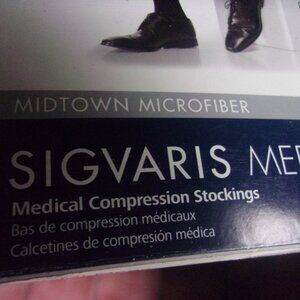 MIDTOWN MICROFIBER
SIGVARIS
Medical Compression Stockings
Bas de compression médicaux
Calcetines de compresión médica